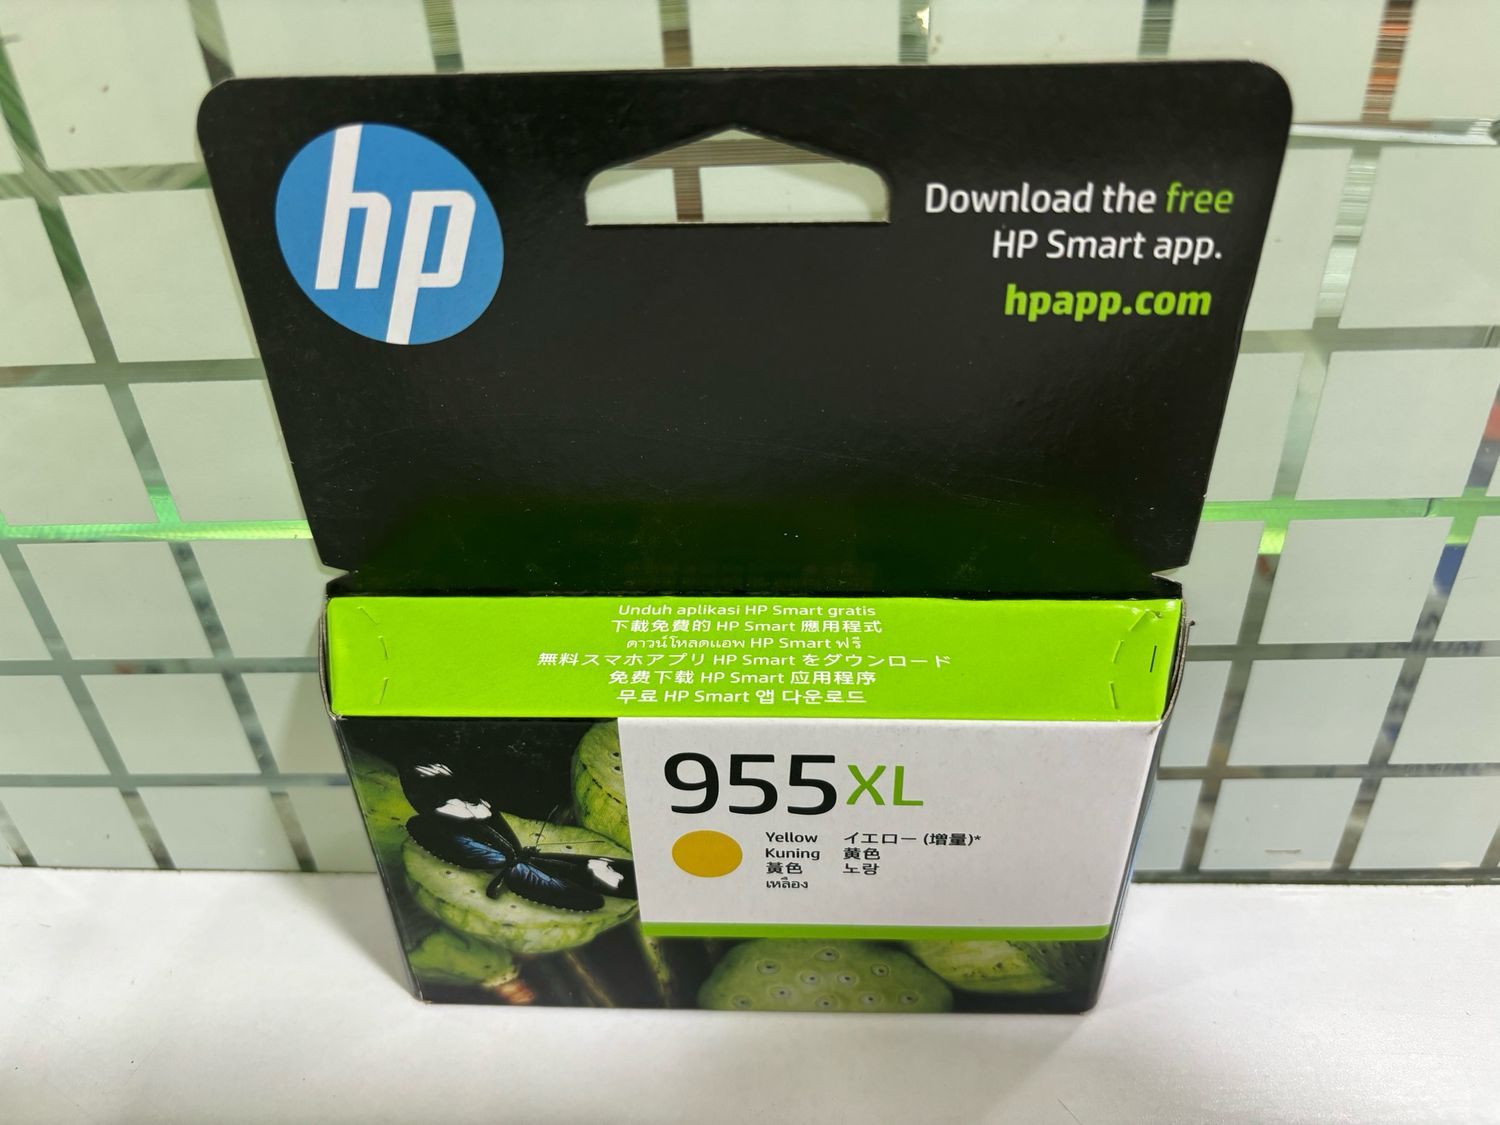 hp
Download the free
HP Smart app.
hpapp.com
Unduh aplikasi HP Smart gratis
下載免費的 HP Smart 應用程式
ดาวน์โหลดแอพ HP Smart ฟรี
無料スマホアプリ HP Smart をダウンロード
免费下载 HP Smart 应用程序
무료 HP Smart 앱 다운로드
955XL
Yellow イエロー (増量)*
Kuning 黄色
黃色 노랑
เหลือง